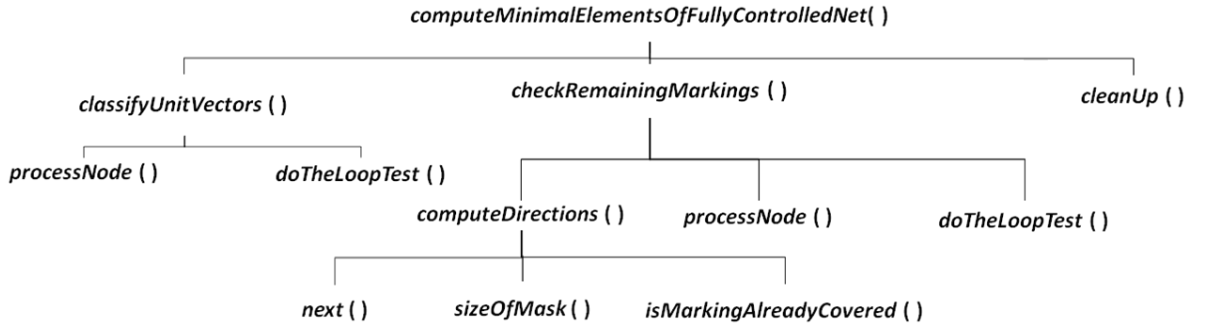 computeMinimalElementsOfFullyControlledNet( )
classifyUnitVectors ( )
checkRemainingMarkings ( )
cleanUp ( )
processNode ( )
doTheLoopTest ( )
computeDirections ( )
processNode ( )
doTheLoopTest ( )
next ( )
sizeOfMask ( )
isMarkingAlreadyCovered ( )